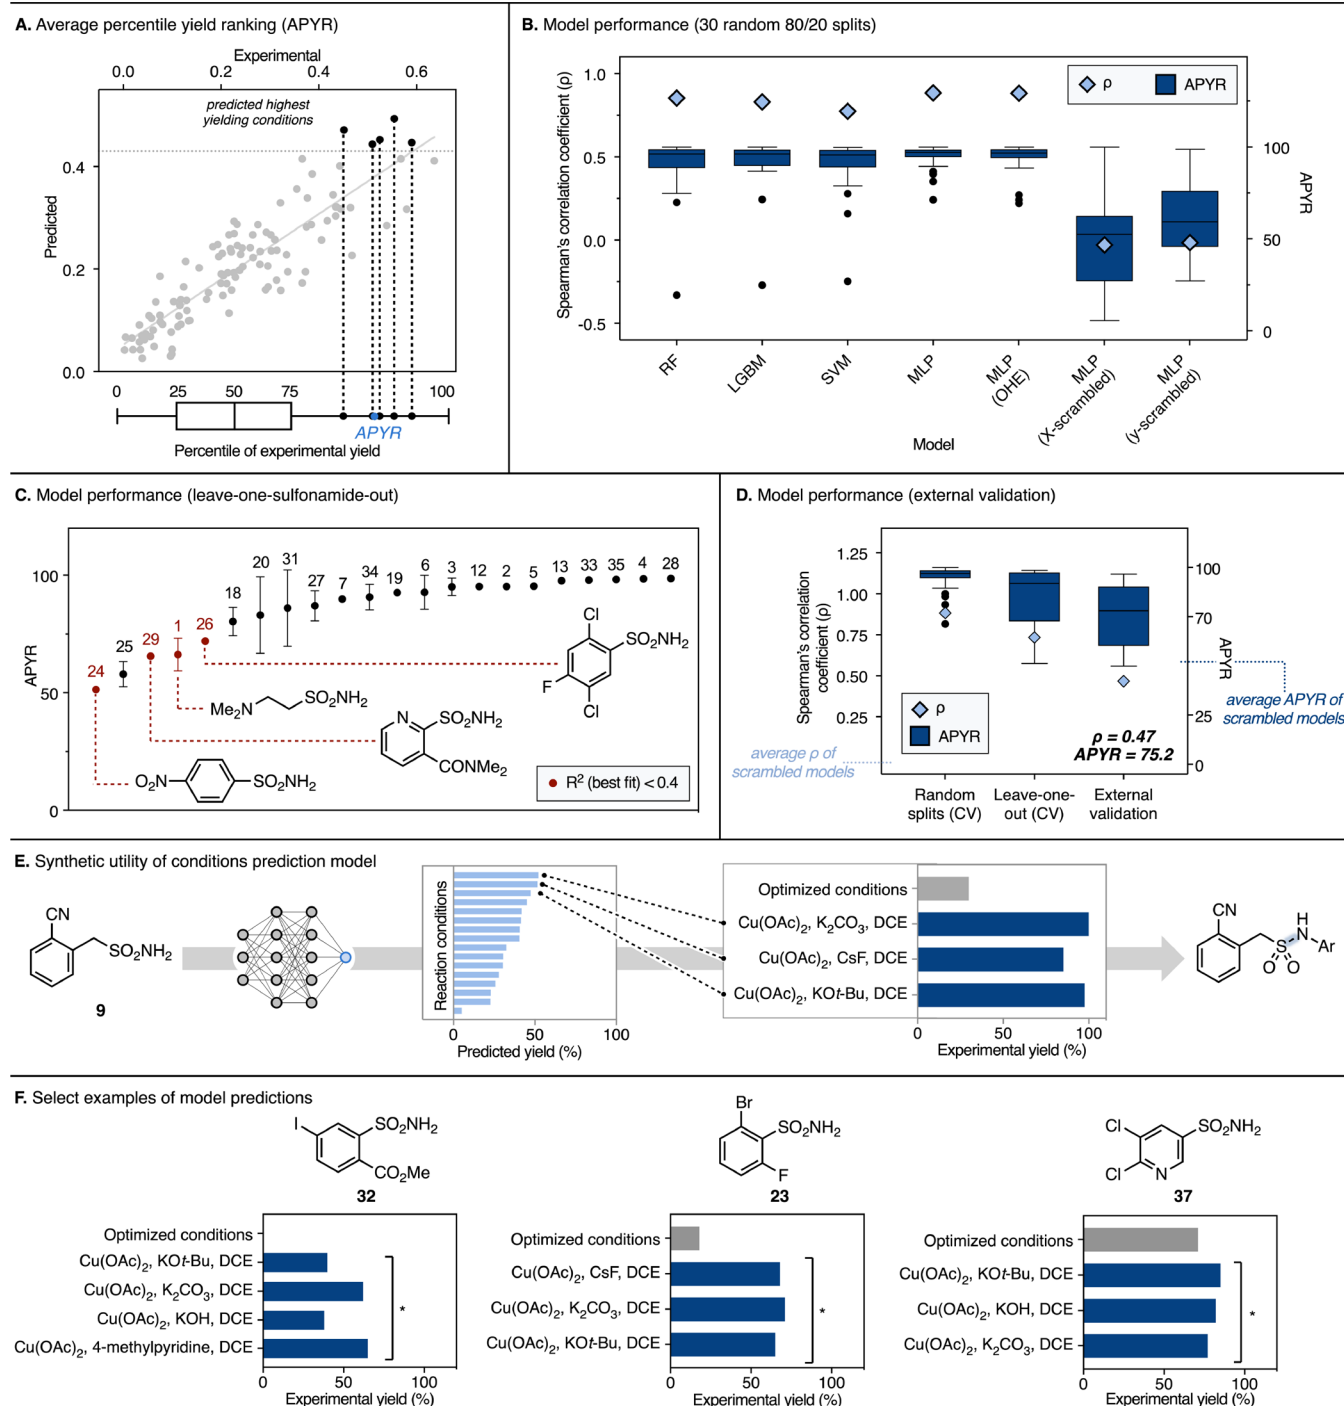 A. Average percentile yield ranking (APYR)
Experimental
0.0 0.2 0.4 0.6
predicted highest
yielding conditions
Predicted
0.4
0.2
0.0
0 25 50 75 100
APYR
Percentile of experimental yield
B. Model performance (30 random 80/20 splits)
Spearman's correlation coefficient (ρ)
1.0
0.5
0.0
-0.5
ρ APYR
100
50
0
APYR
RF
LGBM
SVM
MLP
MLP
(OHE)
MLP
(X-scrambled)
MLP
(y-scrambled)
Model
C. Model performance (leave-one-sulfonamide-out)
APYR
100
50
0
24 25 29 1 26 18 20 31 27 7 34 19 6 3 12 2 5 13 33 35 4 28
Cl
SO2NH2
F
Cl
Me2N SO2NH2
N SO2NH2
CONMe2
O2N SO2NH2
R2 (best fit) < 0.4
D. Model performance (external validation)
Spearman's correlation
coefficient (ρ)
1.25
1.00
0.75
0.50
0.25
100
70
25
0
APYR
ρ
APYR
average APYR of
scrambled models
average ρ of
scrambled models
ρ = 0.47
APYR = 75.2
Random
splits (CV)
Leave-one-
out (CV)
External
validation
E. Synthetic utility of conditions prediction model
CN
SO2NH2
9
Reaction conditions
0 50 100
Predicted yield (%)
Optimized conditions
Cu(OAc)2, K2CO3, DCE
Cu(OAc)2, CsF, DCE
Cu(OAc)2, KOt-Bu, DCE
0 50 100
Experimental yield (%)
CN
H
N
S Ar
O O
F. Select examples of model predictions
I SO2NH2
CO2Me
32
Optimized conditions
Cu(OAc)2, KOt-Bu, DCE
Cu(OAc)2, K2CO3, DCE
Cu(OAc)2, KOH, DCE
Cu(OAc)2, 4-methylpyridine, DCE
*
0 50 100
Experimental yield (%)
Br
SO2NH2
F
23
Optimized conditions
Cu(OAc)2, CsF, DCE
Cu(OAc)2, K2CO3, DCE
Cu(OAc)2, KOt-Bu, DCE
*
0 50 100
Experimental yield (%)
Cl SO2NH2
Cl N
37
Optimized conditions
Cu(OAc)2, KOt-Bu, DCE
Cu(OAc)2, KOH, DCE
Cu(OAc)2, K2CO3, DCE
*
0 50 100
Experimental yield (%)